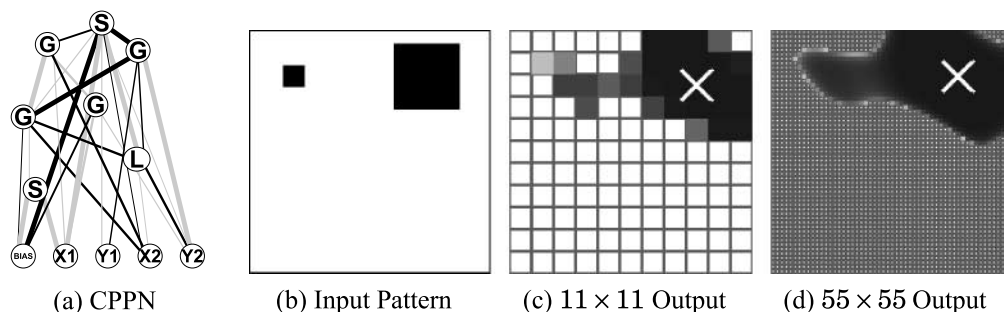 S
G
G
G
G
L
S
BIAS X1 Y1 X2 Y2
(a) CPPN
(b) Input Pattern
(c) 11 × 11 Output
(d) 55 × 55 Output